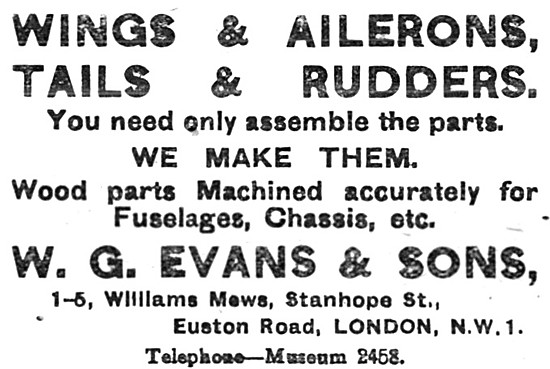 WINGS & AILERONS,
TAILS & RUDDERS.
You need only assemble the parts.
WE MAKE THEM.
Wood parts Machined accurately for
Fuselages, Chassis, etc.
W. G. EVANS & SONS,
1-5, Williams Mews, Stanhope St.,
Euston Road, LONDON, N.W.1.
Telephone—Museum 2458.